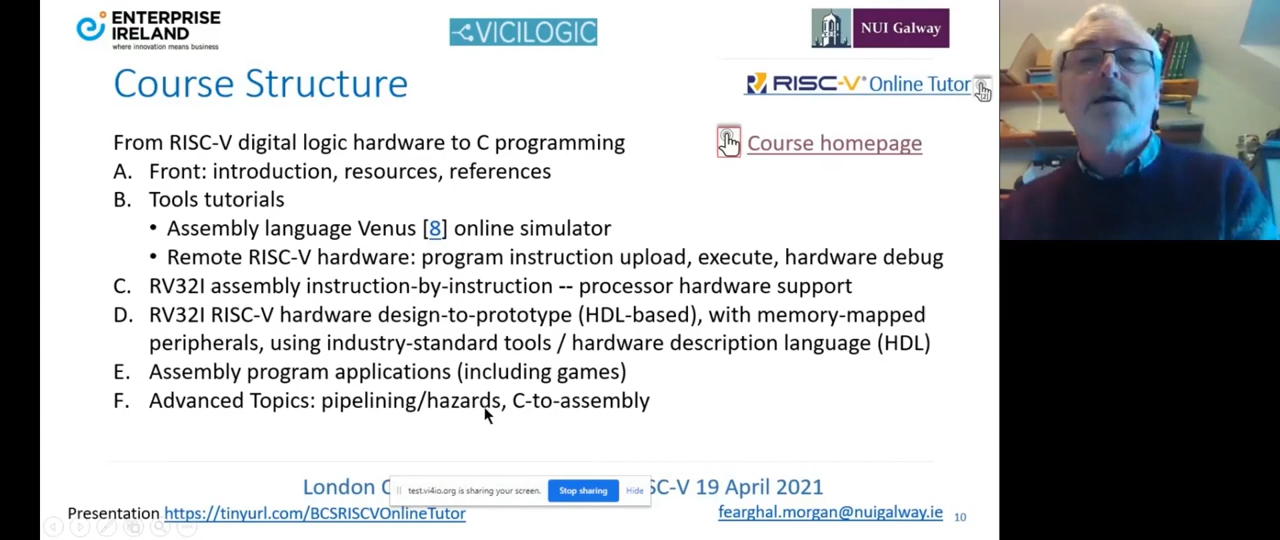 ENTERPRISE
IRELAND
where innovation means business
VICILOGIC
NUI Galway
Course Structure
RISC-V® Online Tutor
From RISC-V digital logic hardware to C programming
Course homepage
A. Front: introduction, resources, references
B. Tools tutorials
• Assembly language Venus [8] online simulator
• Remote RISC-V hardware: program instruction upload, execute, hardware debug
C. RV32I assembly instruction-by-instruction -- processor hardware support
D. RV32I RISC-V hardware design-to-prototype (HDL-based), with memory-mapped
peripherals, using industry-standard tools / hardware description language (HDL)
E. Assembly program applications (including games)
F. Advanced Topics: pipelining/hazards, C-to-assembly
London
SC-V 19 April 2021
test.vi4io.org is sharing your screen. Stop sharing Hide
Presentation https://tinyurl.com/BCSRISCVOnlineTutor
fearghal.morgan@nuigalway.ie 10